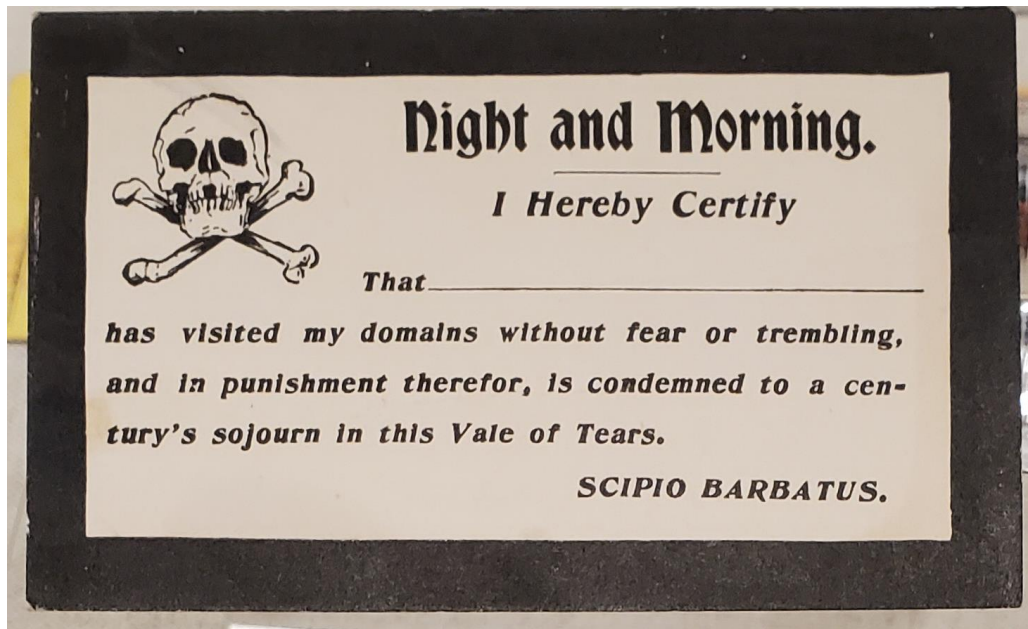 Night and Morning.
I Hereby Certify
That
has visited my domains without fear or trembling,
and in punishment therefor, is condemned to a cen-
tury's sojourn in this Vale of Tears.
SCIPIO BARBATUS.